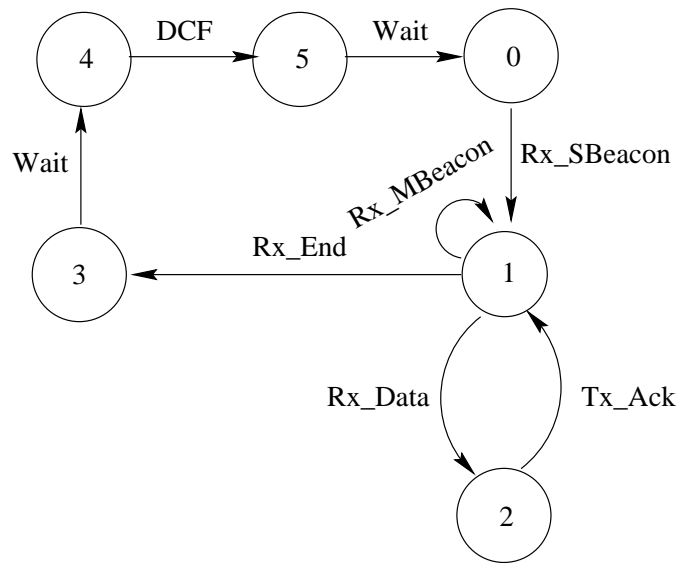 DCF
Wait
4
5
0
Rx_MBeacon
Rx_SBeacon
Wait
Rx_End
3
1
Rx_Data
Tx_Ack
2